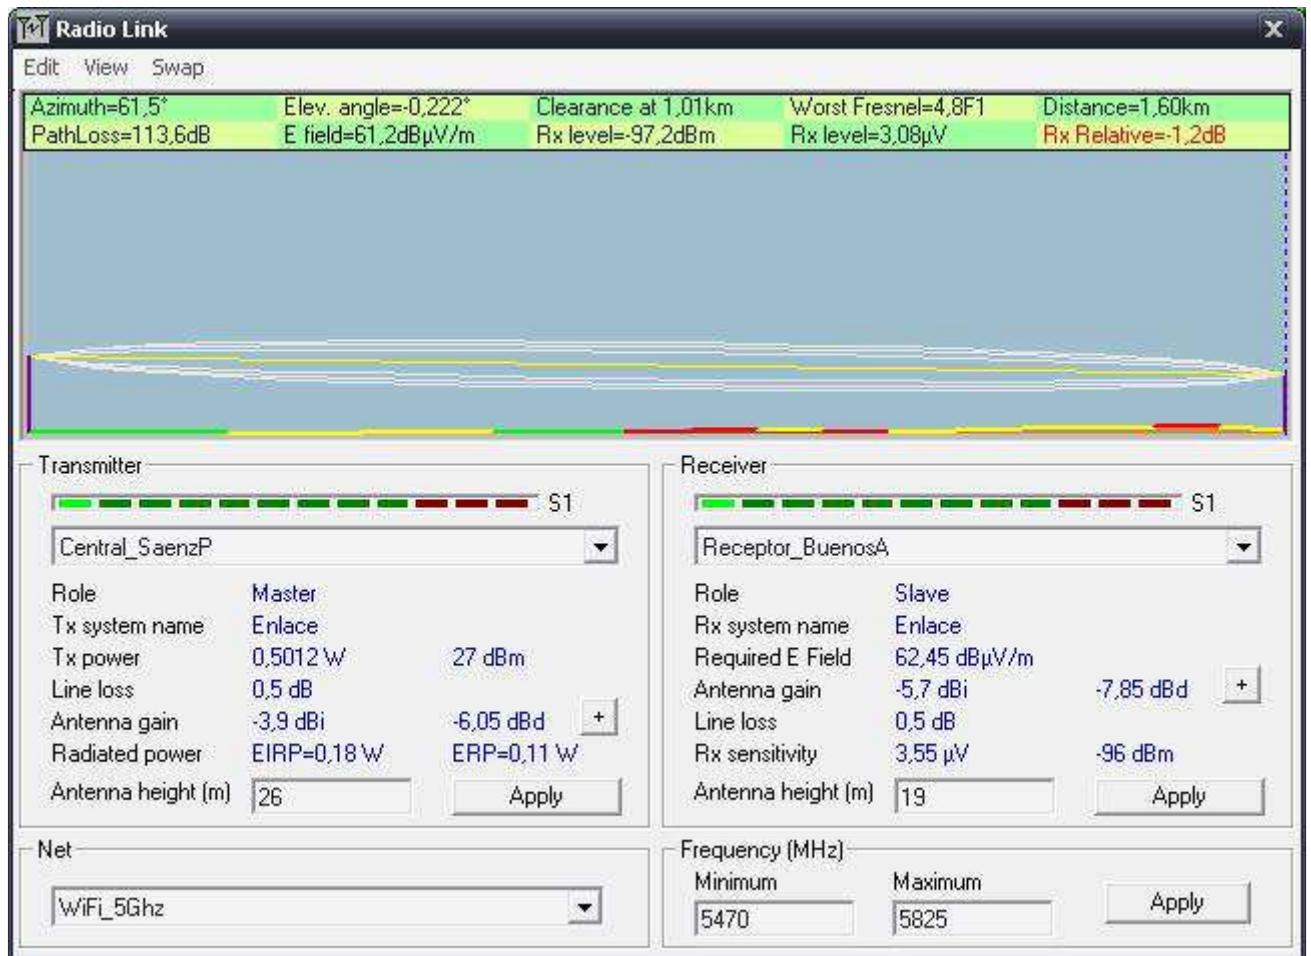 Radio Link
Edit View Swap
Azimuth=61,5° Elev. angle=-0,222° Clearance at 1,01km Worst Fresnel=4,8F1 Distance=1,60km
PathLoss=113,6dB E field=61,2dBµV/m Rx level=-97,2dBm Rx level=3,08µV Rx Relative=-1,2dB
Transmitter
S1
Central_SaenzP
Role Master
Tx system name Enlace
Tx power 0,5012 W 27 dBm
Line loss 0,5 dB
Antenna gain -3,9 dBi -6,05 dBd +
Radiated power EIRP=0,18 W ERP=0,11 W
Antenna height (m) 26 Apply
Receiver
S1
Receptor_BuenosA
Role Slave
Rx system name Enlace
Required E Field 62,45 dBµV/m
Antenna gain -5,7 dBi -7,85 dBd +
Line loss 0,5 dB
Rx sensitivity 3,55 µV -96 dBm
Antenna height (m) 19 Apply
Net
WiFi_5Ghz
Frequency (MHz)
Minimum Maximum
5470 5825 Apply